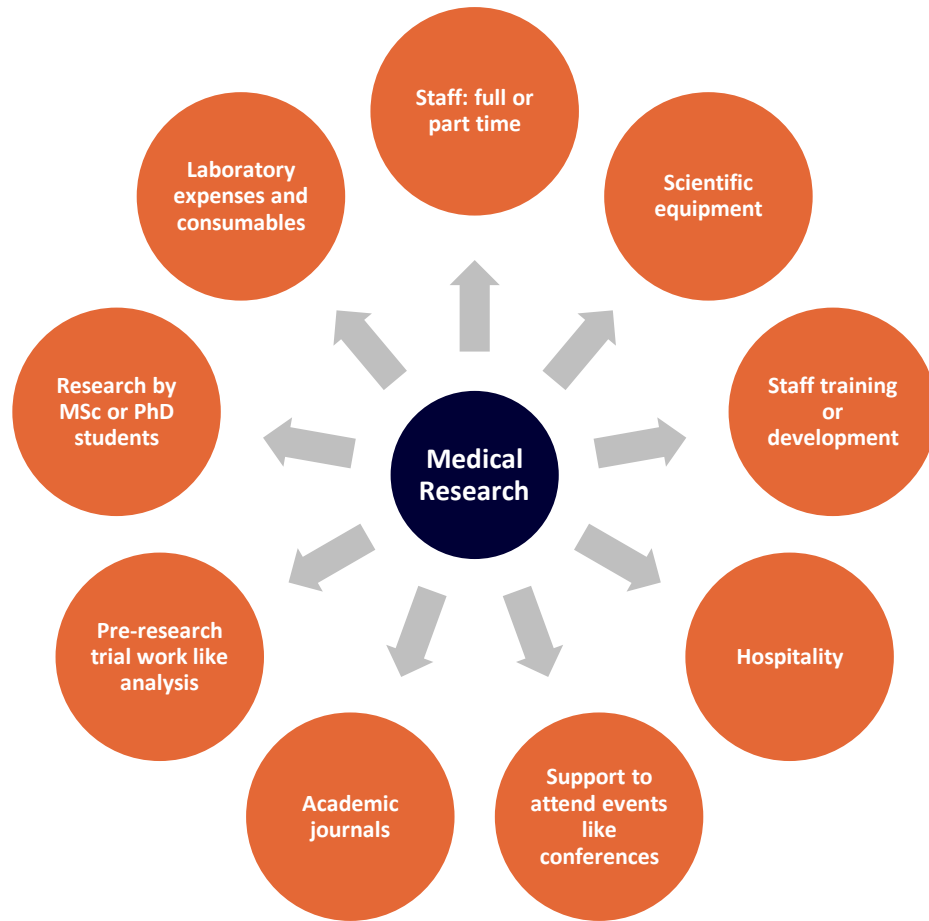 Staff: full or
part time
Scientific
equipment
Staff training
or
development
Hospitality
Support to
attend events
like
conferences
Academic
journals
Pre-research
trial work like
analysis
Research by
MSc or PhD
students
Laboratory
expenses and
consumables
Medical
Research